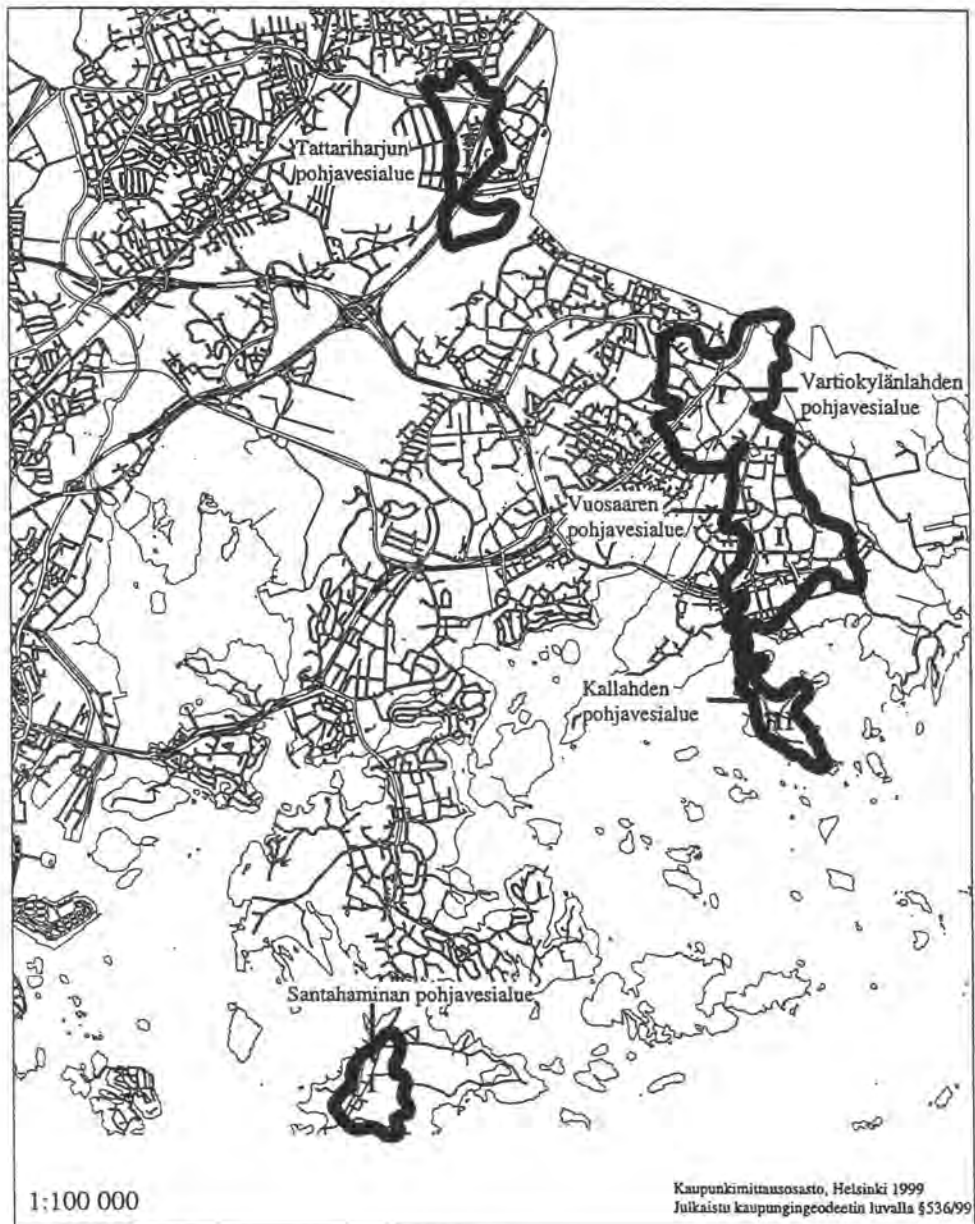 Tattariharjun
pohjavesialue
I
Vartiokylänlahden
pohjavesialue
I
Vuosaaren
pohjavesialue
I
Kallahden
pohjavesialue
Santahaminan pohjavesialue
I
1:100 000
Kaupunkimittausosasto, Helsinki 1999
Julkaistu kaupungingeodeetin luvalla §536/99